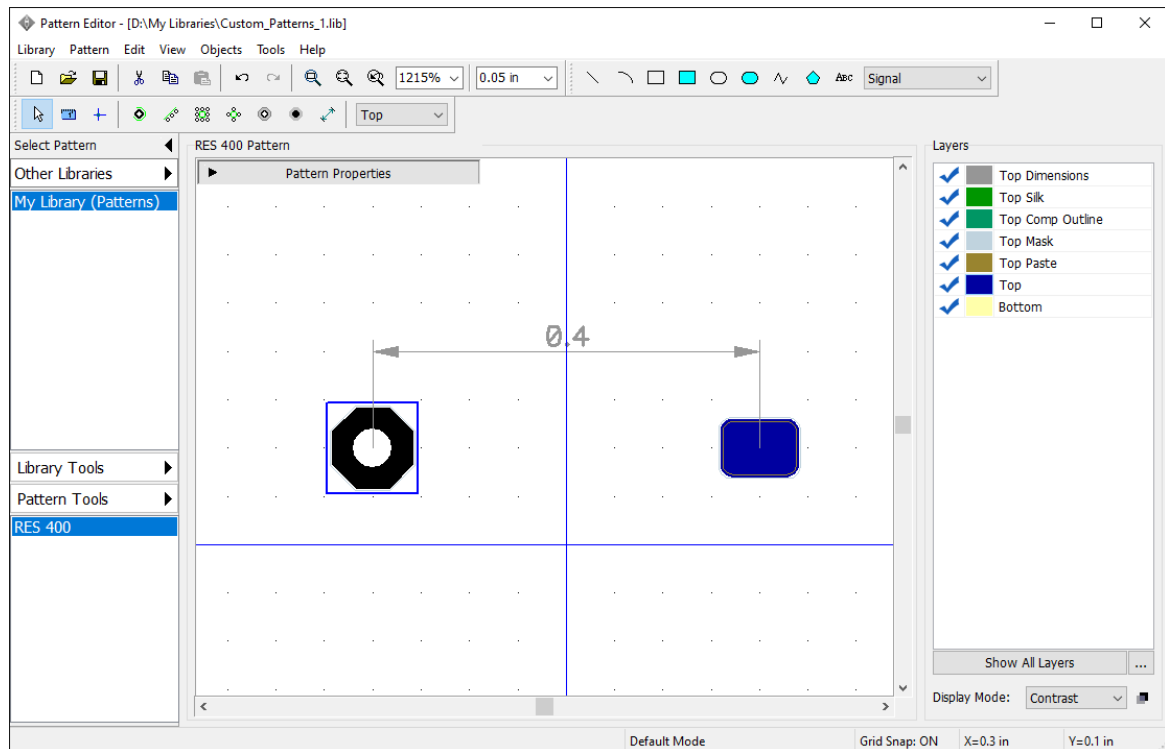 Pattern Editor - [D:\My Libraries\Custom_Patterns_1.lib]
Library Pattern Edit View Objects Tools Help
1215% 0.05 in ABC Signal
Top
Select Pattern
Other Libraries
My Library (Patterns)
Library Tools
Pattern Tools
RES 400
RES 400 Pattern
Pattern Properties
0.4
Layers
Top Dimensions
Top Silk
Top Comp Outline
Top Mask
Top Paste
Top
Bottom
Show All Layers ...
Display Mode: Contrast
Default Mode Grid Snap: ON X=0.3 in Y=0.1 in